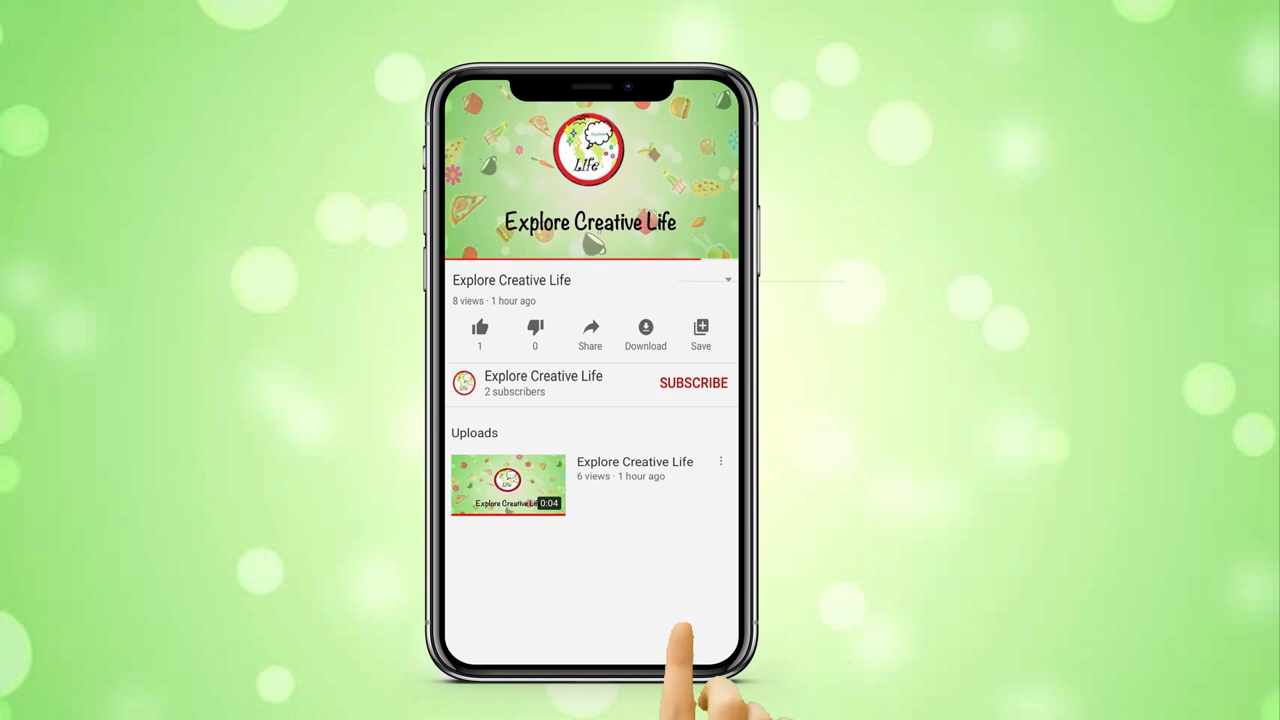 Life
Explore Creative Life
Explore Creative Life
8 views · 1 hour ago
1
0
Share
Download
Save
Explore Creative Life
2 subscribers
SUBSCRIBE
Uploads
Explore Creative Life
6 views · 1 hour ago
Explore Creative Life
0:04